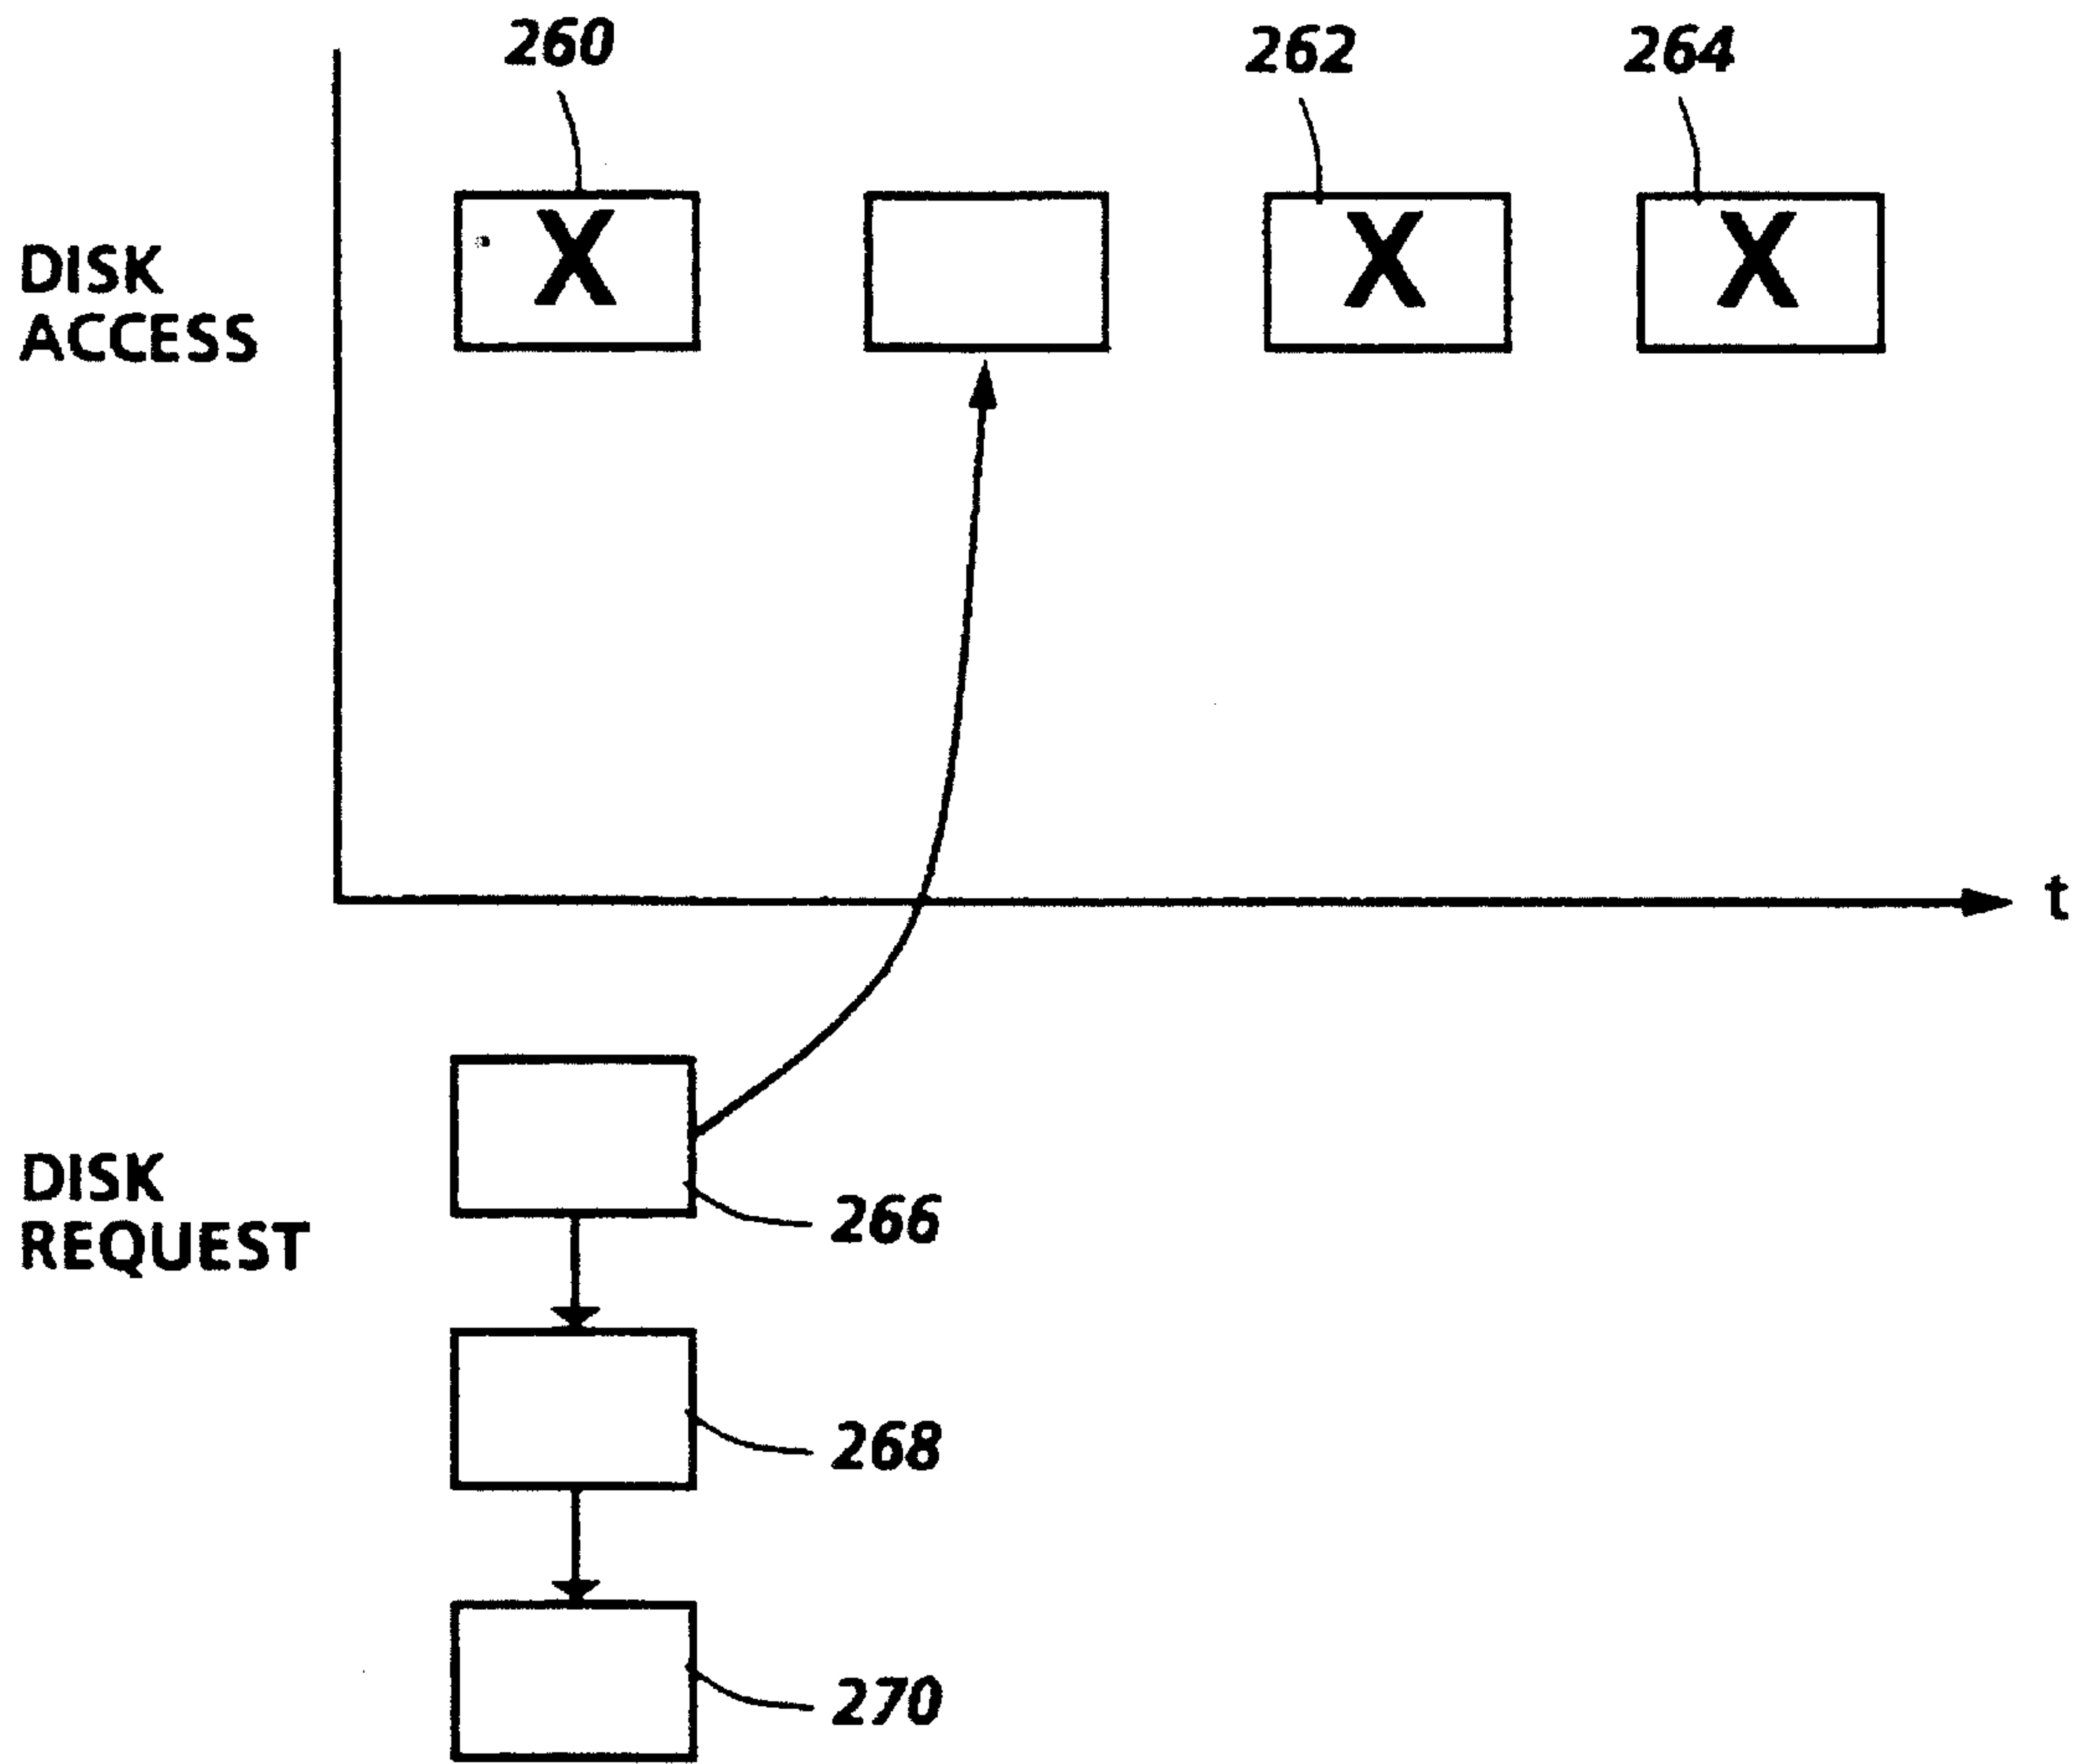 260 262 264
X X X
DISK
ACCESS
t
DISK
REQUEST
266
268
270